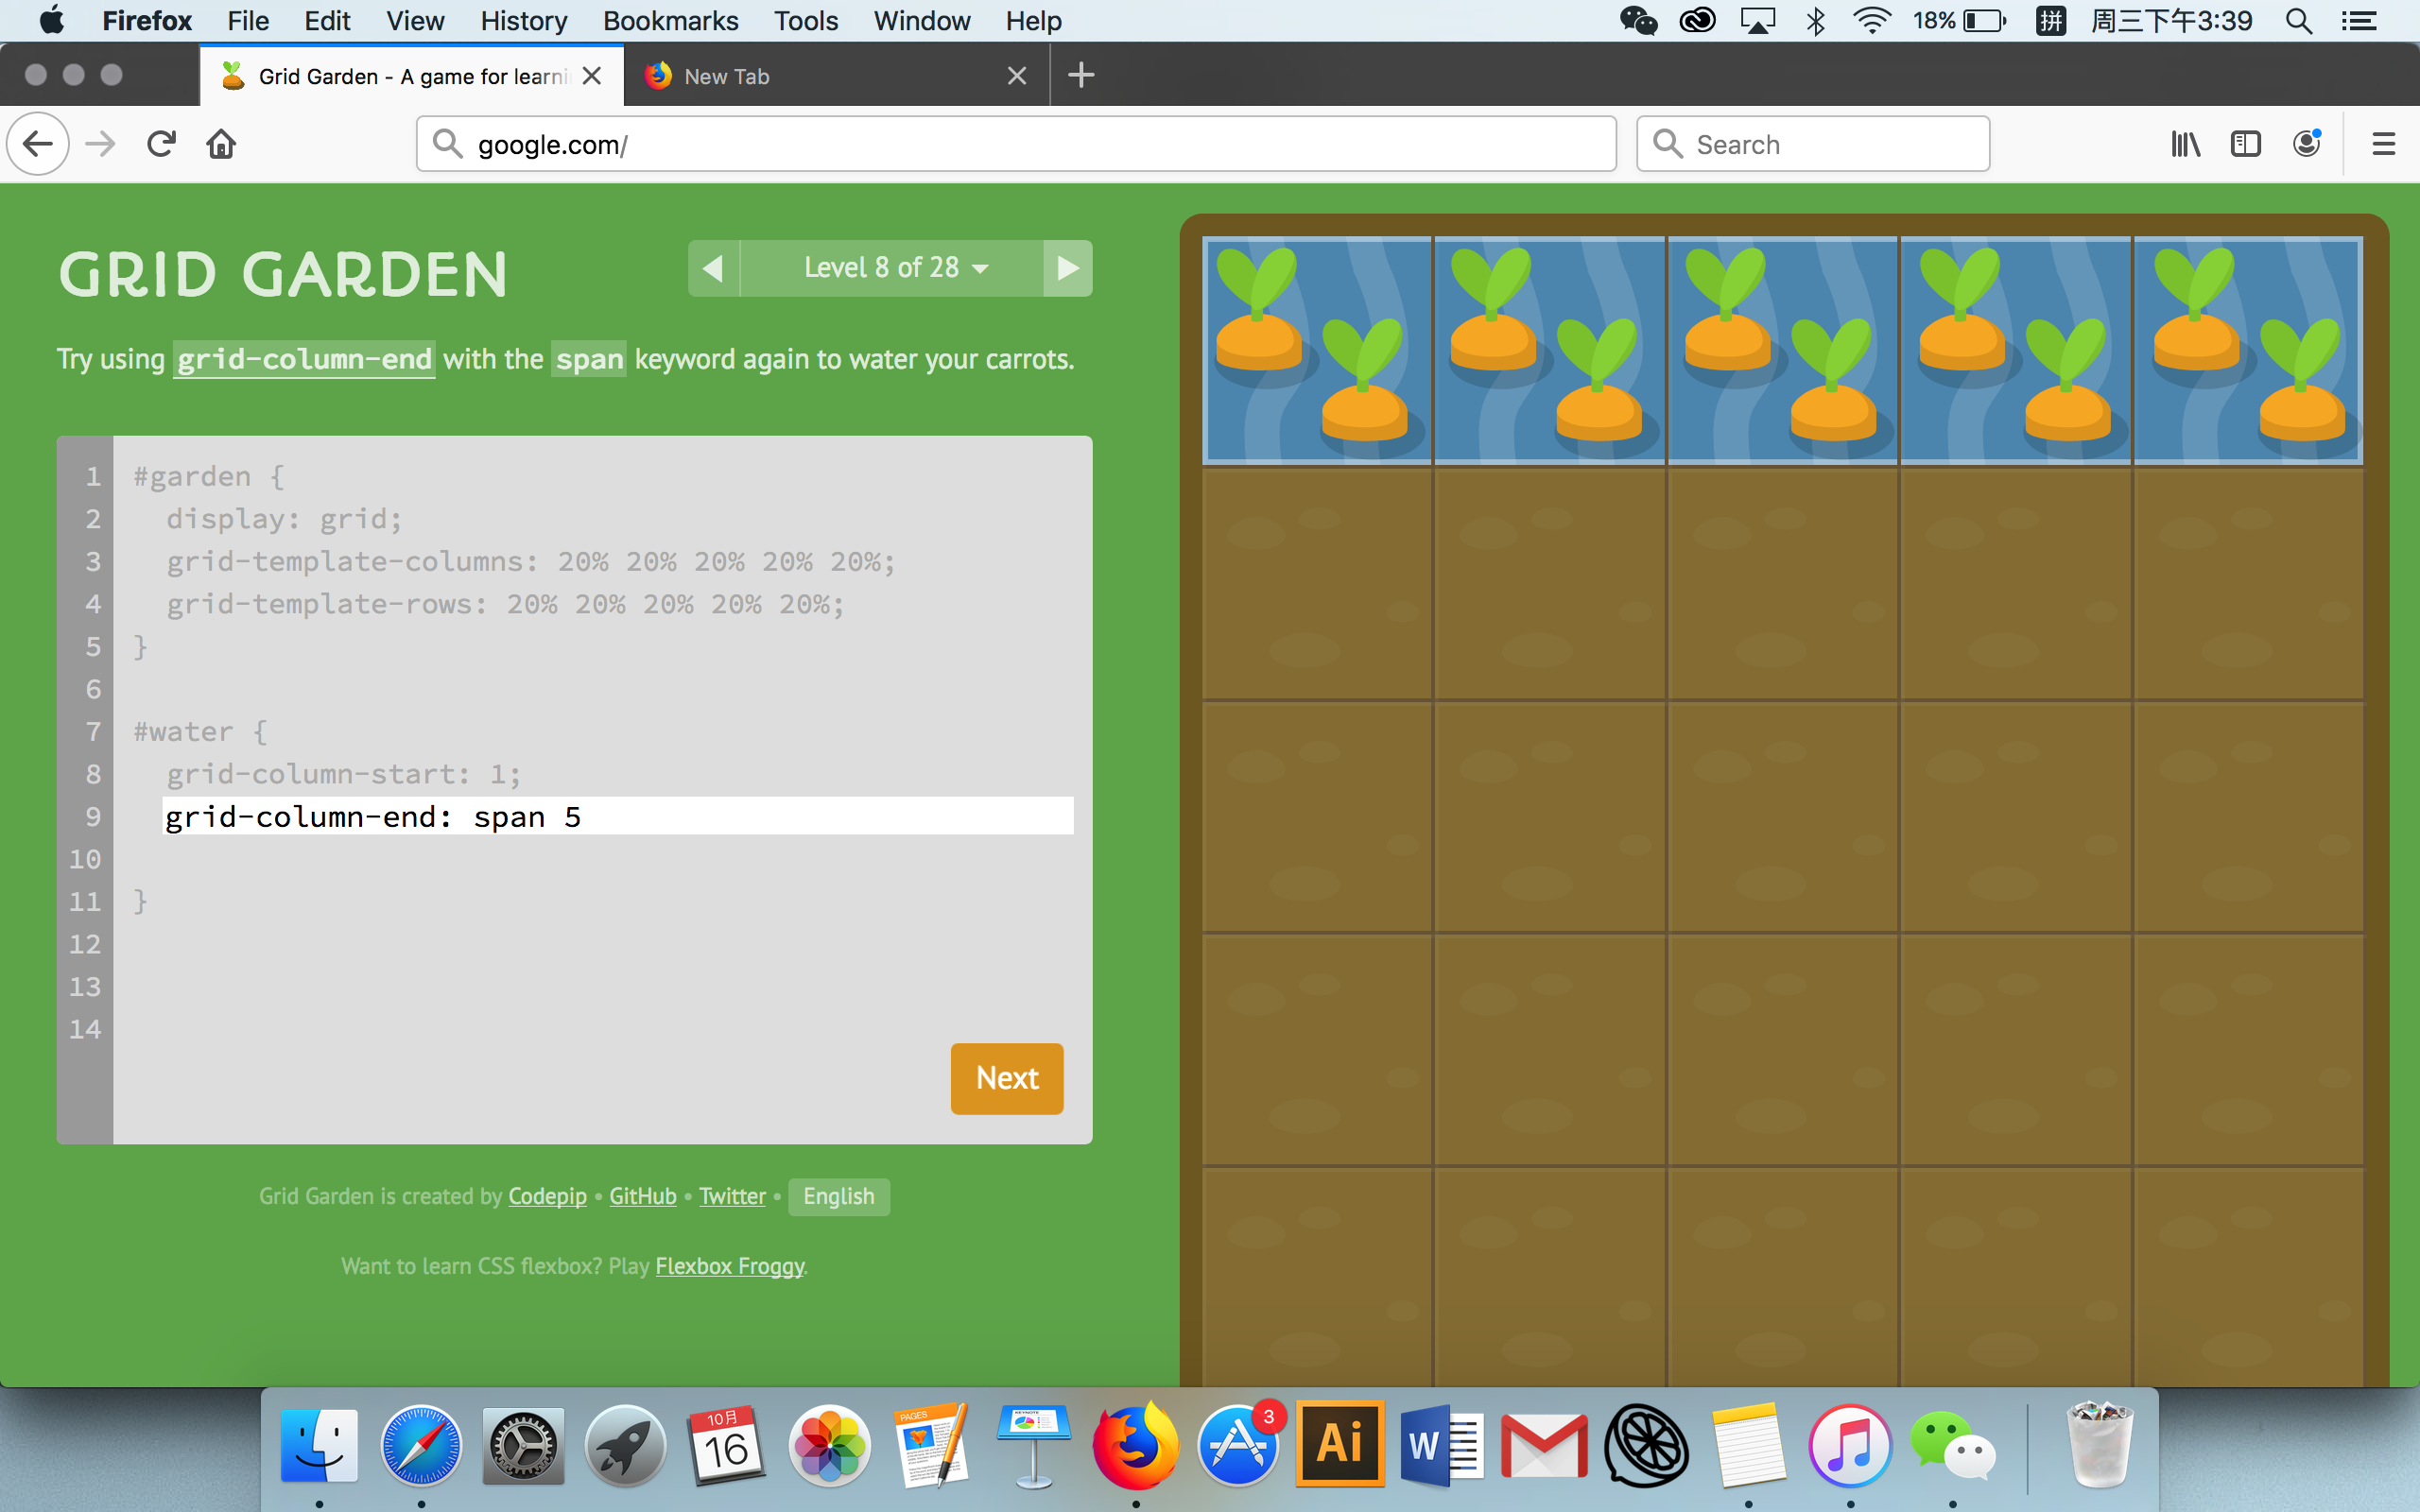 Firefox File Edit View History Bookmarks Tools Window Help 18% 拼 周三下午3:39
Grid Garden - A game for learni New Tab
google.com/ Search
GRID GARDEN
Level 8 of 28
Try using grid-column-end with the span keyword again to water your carrots.
1 #garden {
2 display: grid;
3 grid-template-columns: 20% 20% 20% 20% 20%;
4 grid-template-rows: 20% 20% 20% 20% 20%;
5 }
6
7 #water {
8 grid-column-start: 1;
9 grid-column-end: span 5
10
11 }
12
13
14
Next
Grid Garden is created by Codepip • GitHub • Twitter • English
Want to learn CSS flexbox? Play Flexbox Froggy.
10月
16
PAGES
KEYNOTE
3
Ai
W